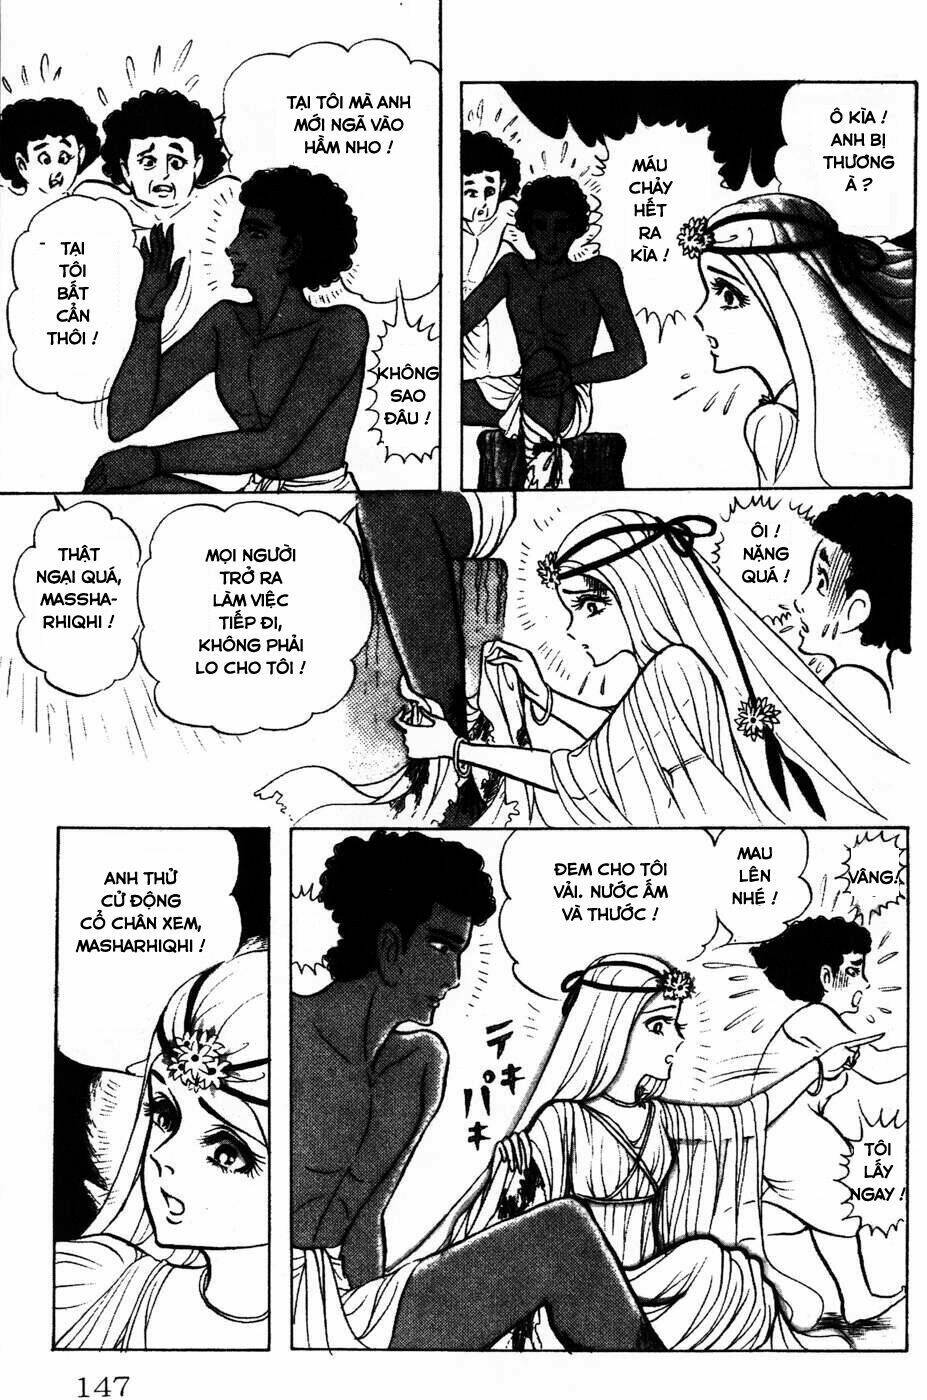 Ô KÌA !
ANH BỊ
THƯƠNG
À ?
MÁU
CHẢY
HẾT
RA
KÌA !
TẠI TÔI MÀ ANH
MỚI NGÃ VÀO
HẦM NHO !
KHÔNG
SAO
ĐÂU !
TẠI
TÔI
BẤT
CẨN
THÔI !
ÔI !
NẶNG
QUÁ !
MỌI NGƯỜI
TRỞ RA
LÀM VIỆC
TIẾP ĐI,
KHÔNG PHẢI
LO CHO TÔI !
THẬT
NGẠI QUÁ,
MASSHA-
RHIQHI !
VÂNG.
MAU
LÊN
NHÉ !
ĐEM CHO TÔI
VẢI. NƯỚC ẤM
VÀ THƯỚC !
TÔI
LẤY
NGAY !
テキ
パキ
ANH THỬ
CỬ ĐỘNG
CỔ CHÂN XEM,
MASHARHIQHI !
147